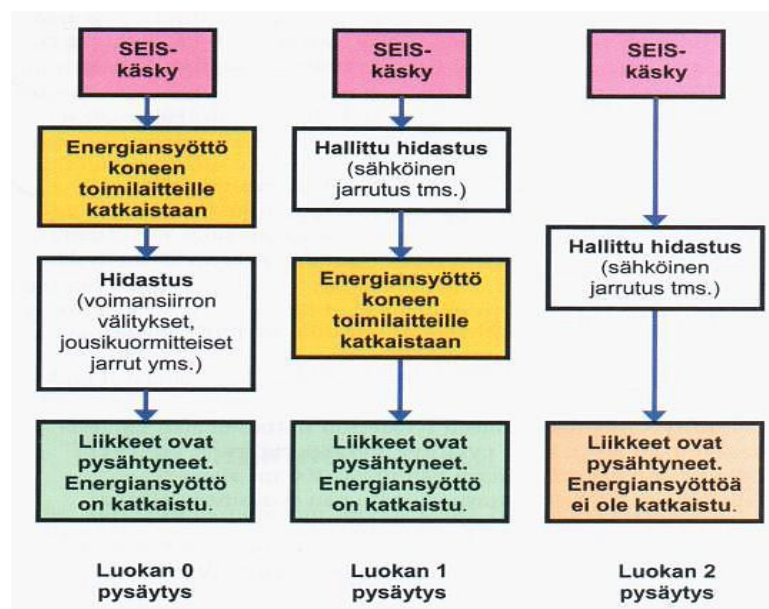 SEIS-
käsky
Energiansyöttö
koneen
toimilaitteille
katkaistaan
Hidastus
(voimansiirron
välitykset,
jousikuormitteiset
jarrut yms.)
Liikkeet ovat
pysähtyneet.
Energiansyöttö
on katkaistu.
Luokan 0
pysäytys
SEIS-
käsky
Hallittu hidastus
(sähköinen
jarrutus tms.)
Energiansyöttö
koneen
toimilaitteille
katkaistaan
Liikkeet ovat
pysähtyneet.
Energiansyöttö
on katkaistu.
Luokan 1
pysäytys
SEIS-
käsky
Hallittu hidastus
(sähköinen
jarrutus tms.)
Liikkeet ovat
pysähtyneet.
Energiansyöttöä
ei ole katkaistu.
Luokan 2
pysäytys